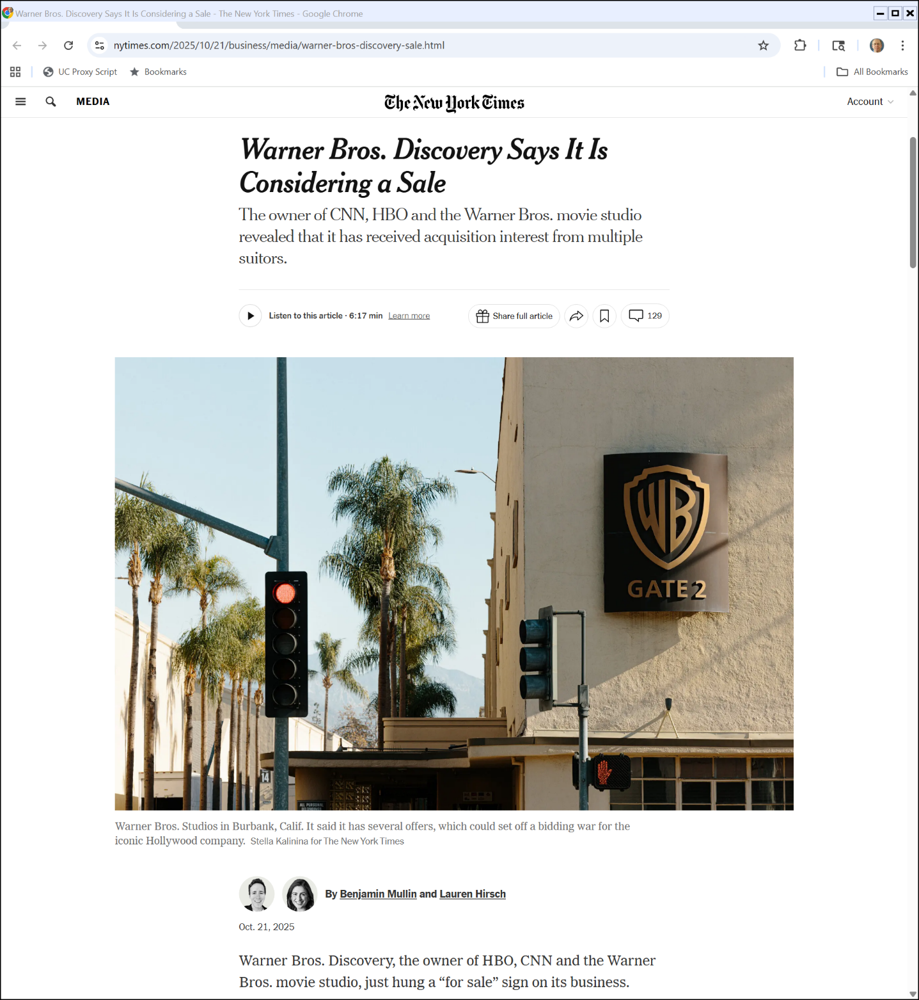 Warner Bros. Discovery Says It Is Considering a Sale - The New York Times - Google Chrome
nytimes.com/2025/10/21/business/media/warner-bros-discovery-sale.html
UC Proxy Script
Bookmarks
All Bookmarks
MEDIA
The New York Times
Account
Warner Bros. Discovery Says It Is
Considering a Sale
The owner of CNN, HBO and the Warner Bros. movie studio
revealed that it has received acquisition interest from multiple
suitors.
Listen to this article · 6:17 min Learn more
Share full article
129
WB
GATE 2
14
ALL PERSONAL
BELONGINGS
Warner Bros. Studios in Burbank, Calif. It said it has several offers, which could set off a bidding war for the
iconic Hollywood company. Stella Kalinina for The New York Times
By Benjamin Mullin and Lauren Hirsch
Oct. 21, 2025
Warner Bros. Discovery, the owner of HBO, CNN and the Warner
Bros. movie studio, just hung a “for sale” sign on its business.